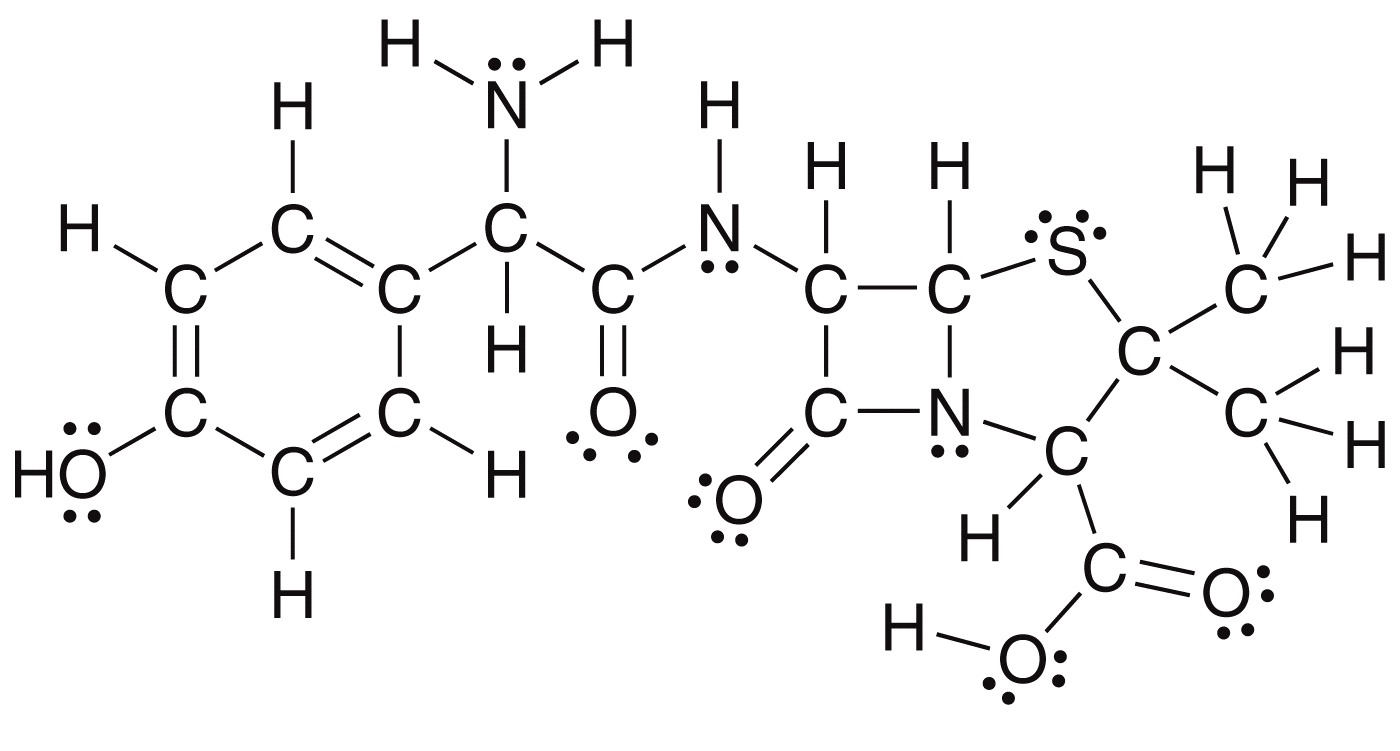 H H
H N H
H H H H
H C C N H
C C C C C S C H
H O C H
C C C N C C H
HO C H O C H
H O H H
H C O
H O